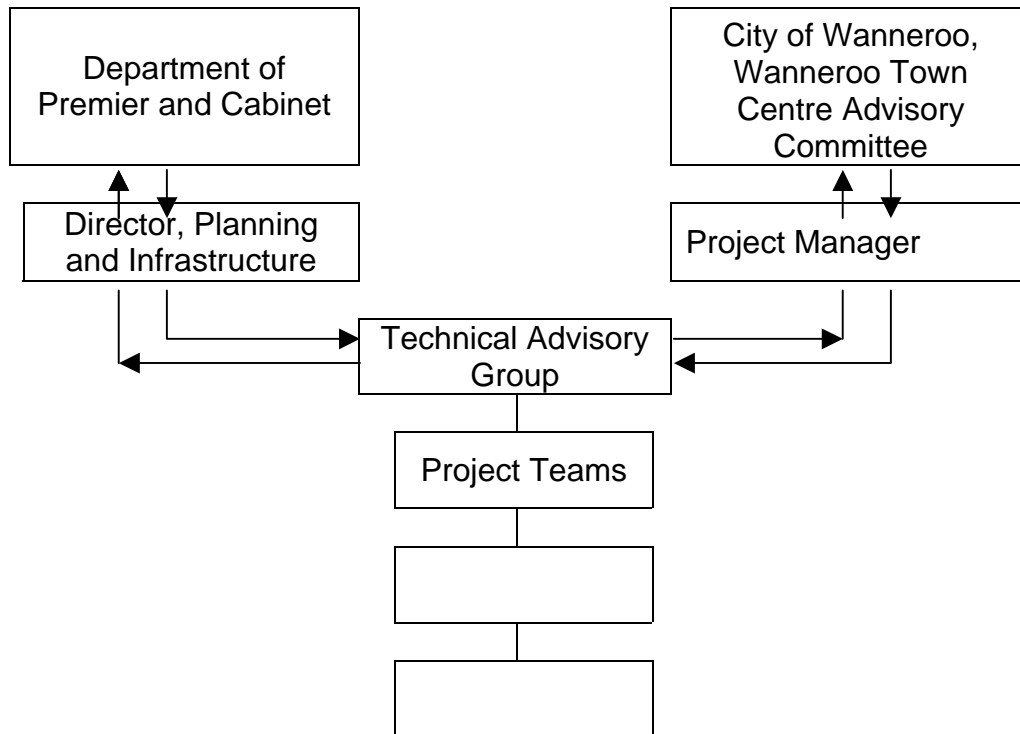 Department of
Premier and Cabinet
City of Wanneroo,
Wanneroo Town
Centre Advisory
Committee
Director, Planning
and Infrastructure
Project Manager
Technical Advisory
Group
Project Teams